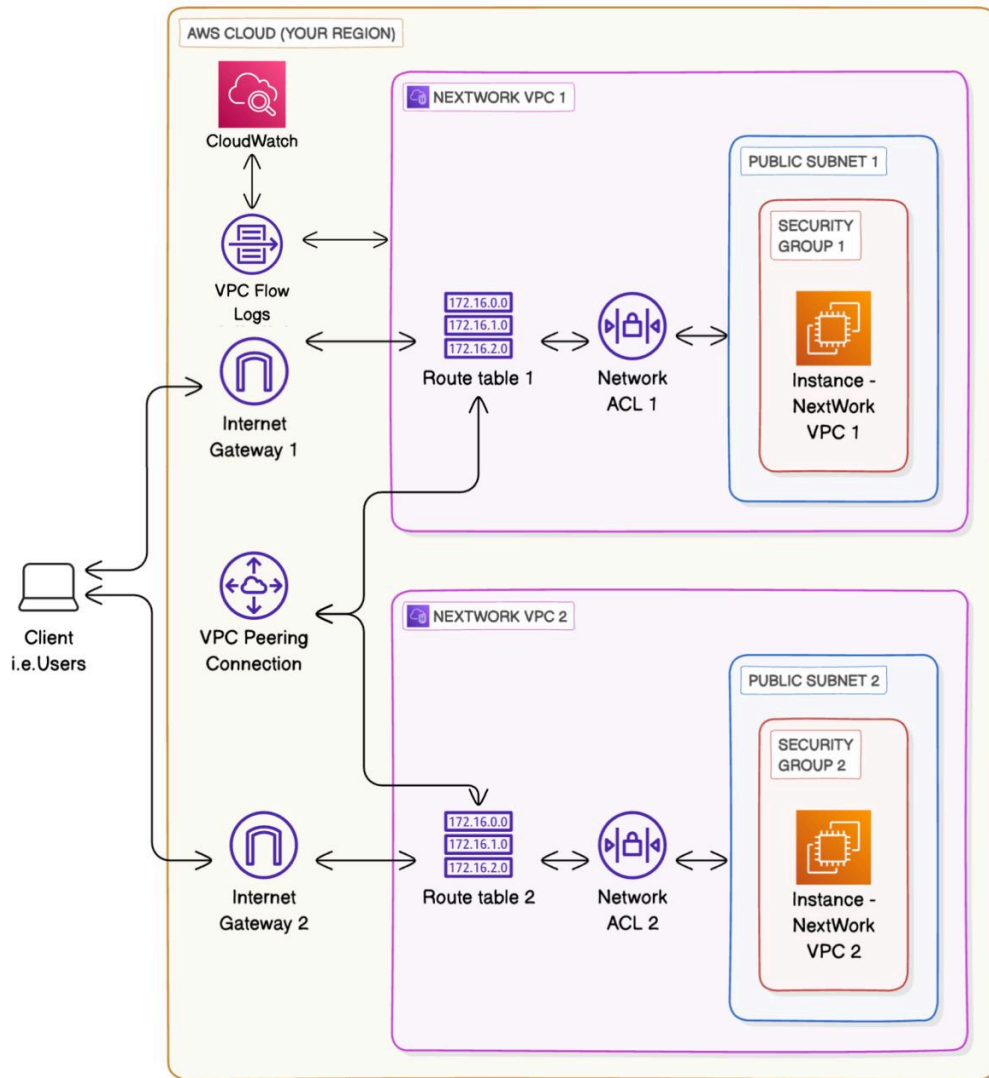 AWS CLOUD (YOUR REGION)
CloudWatch
VPC Flow
Logs
Internet
Gateway 1
Client
i.e.Users
VPC Peering
Connection
Internet
Gateway 2
NEXTWORK VPC 1
172.16.0.0
172.16.1.0
172.16.2.0
Route table 1
Network
ACL 1
PUBLIC SUBNET 1
SECURITY
GROUP 1
Instance -
NextWork
VPC 1
NEXTWORK VPC 2
172.16.0.0
172.16.1.0
172.16.2.0
Route table 2
Network
ACL 2
PUBLIC SUBNET 2
SECURITY
GROUP 2
Instance -
NextWork
VPC 2